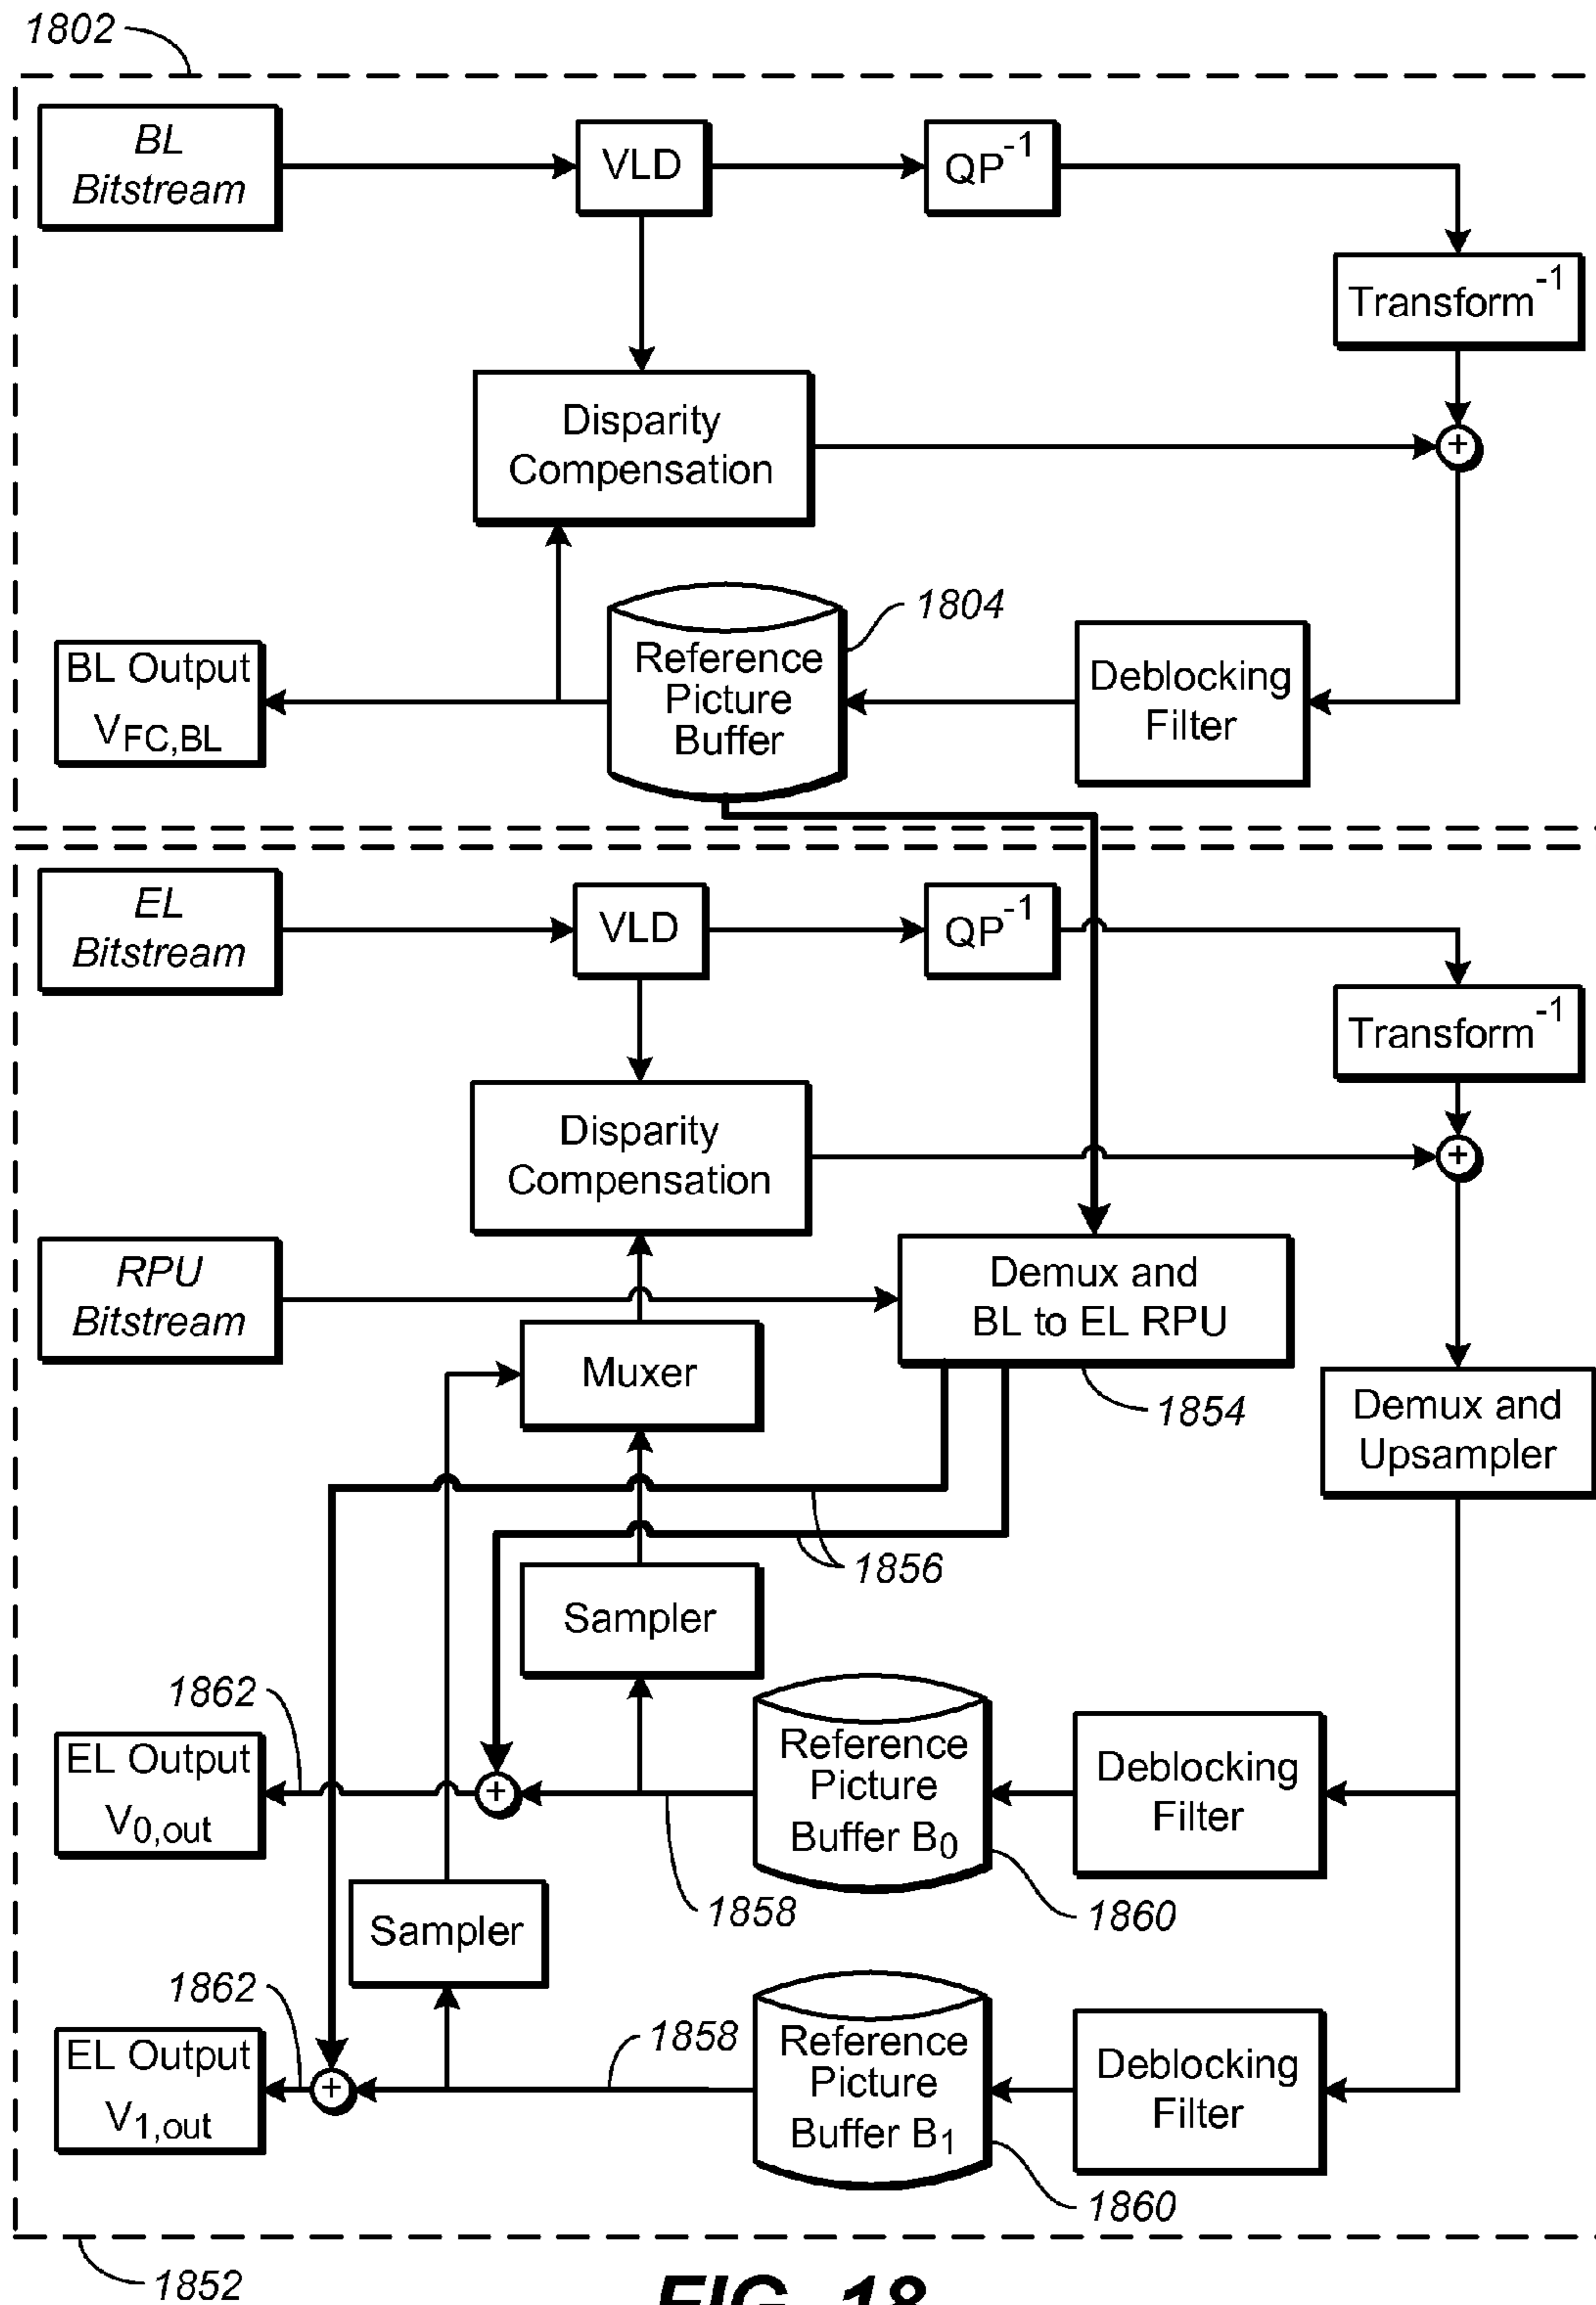 1802
BL
Bitstream
VLD
QP⁻¹
Transform⁻¹
Disparity
Compensation
+
1804
BL Output
V_FC,BL
Reference
Picture
Buffer
Deblocking
Filter
EL
Bitstream
VLD
QP⁻¹
Transform⁻¹
Disparity
Compensation
+
RPU
Bitstream
Demux and
BL to EL RPU
Muxer
1854
Demux and
Upsampler
1856
Sampler
1862
EL Output
V₀,out
+
Reference
Picture
Buffer B₀
Deblocking
Filter
1858
1860
Sampler
1862
1858
EL Output
V₁,out
+
Reference
Picture
Buffer B₁
Deblocking
Filter
1860
1852
FIG. 18